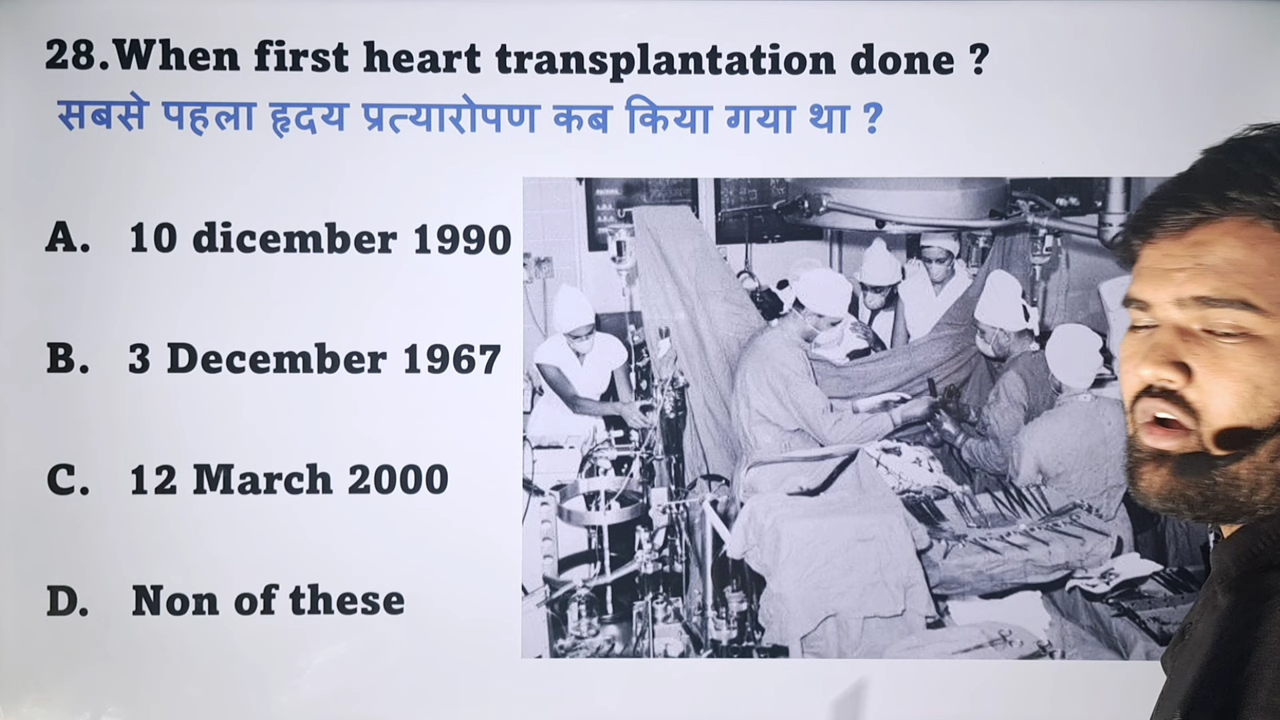 28.When first heart transplantation done ?
सबसे पहला हृदय प्रत्यारोपण कब किया गया था ?
A. 10 dicember 1990
B. 3 December 1967
C. 12 March 2000
D. Non of these